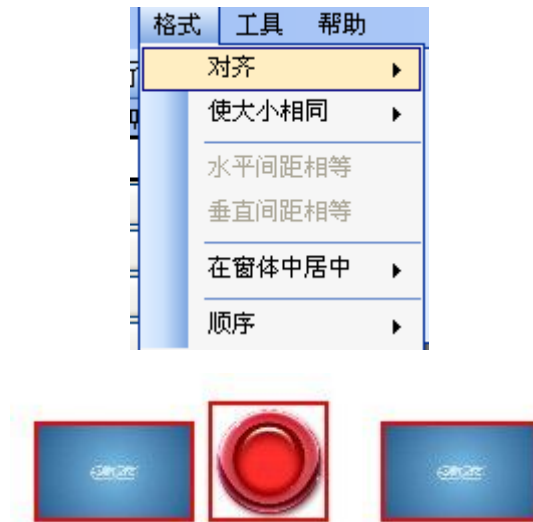 格式 工具 帮助
对齐
使大小相同
水平间距相等
垂直间距相等
在窗体中居中
顺序